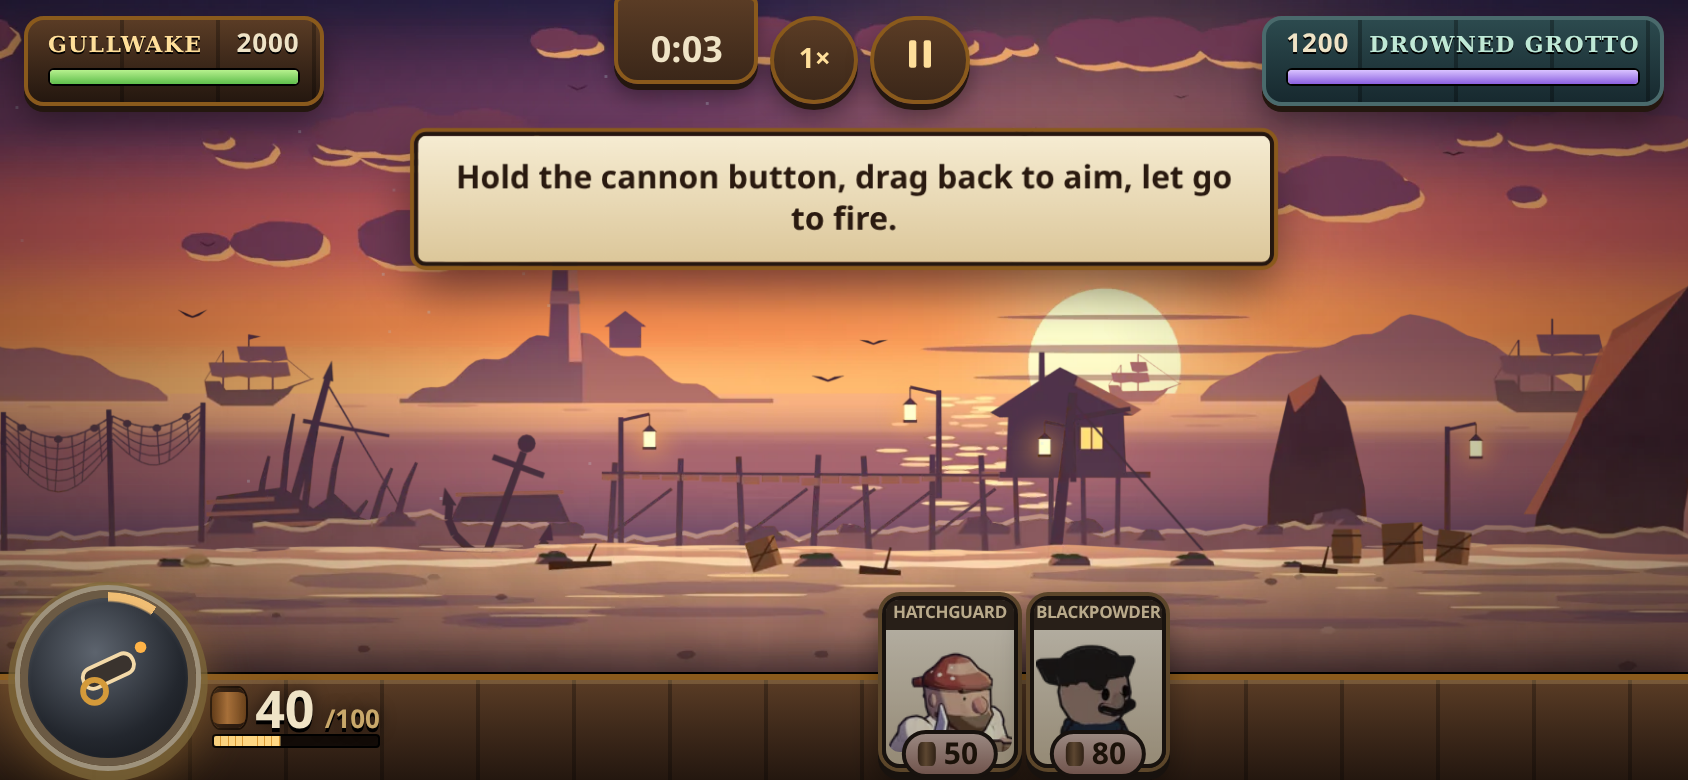 GULLWAKE 2000
0:03
1×
1200 DROWNED GROTTO
Hold the cannon button, drag back to aim, let go
to fire.
HATCHGUARD
BLACKPOWDER
40 /100
50
80